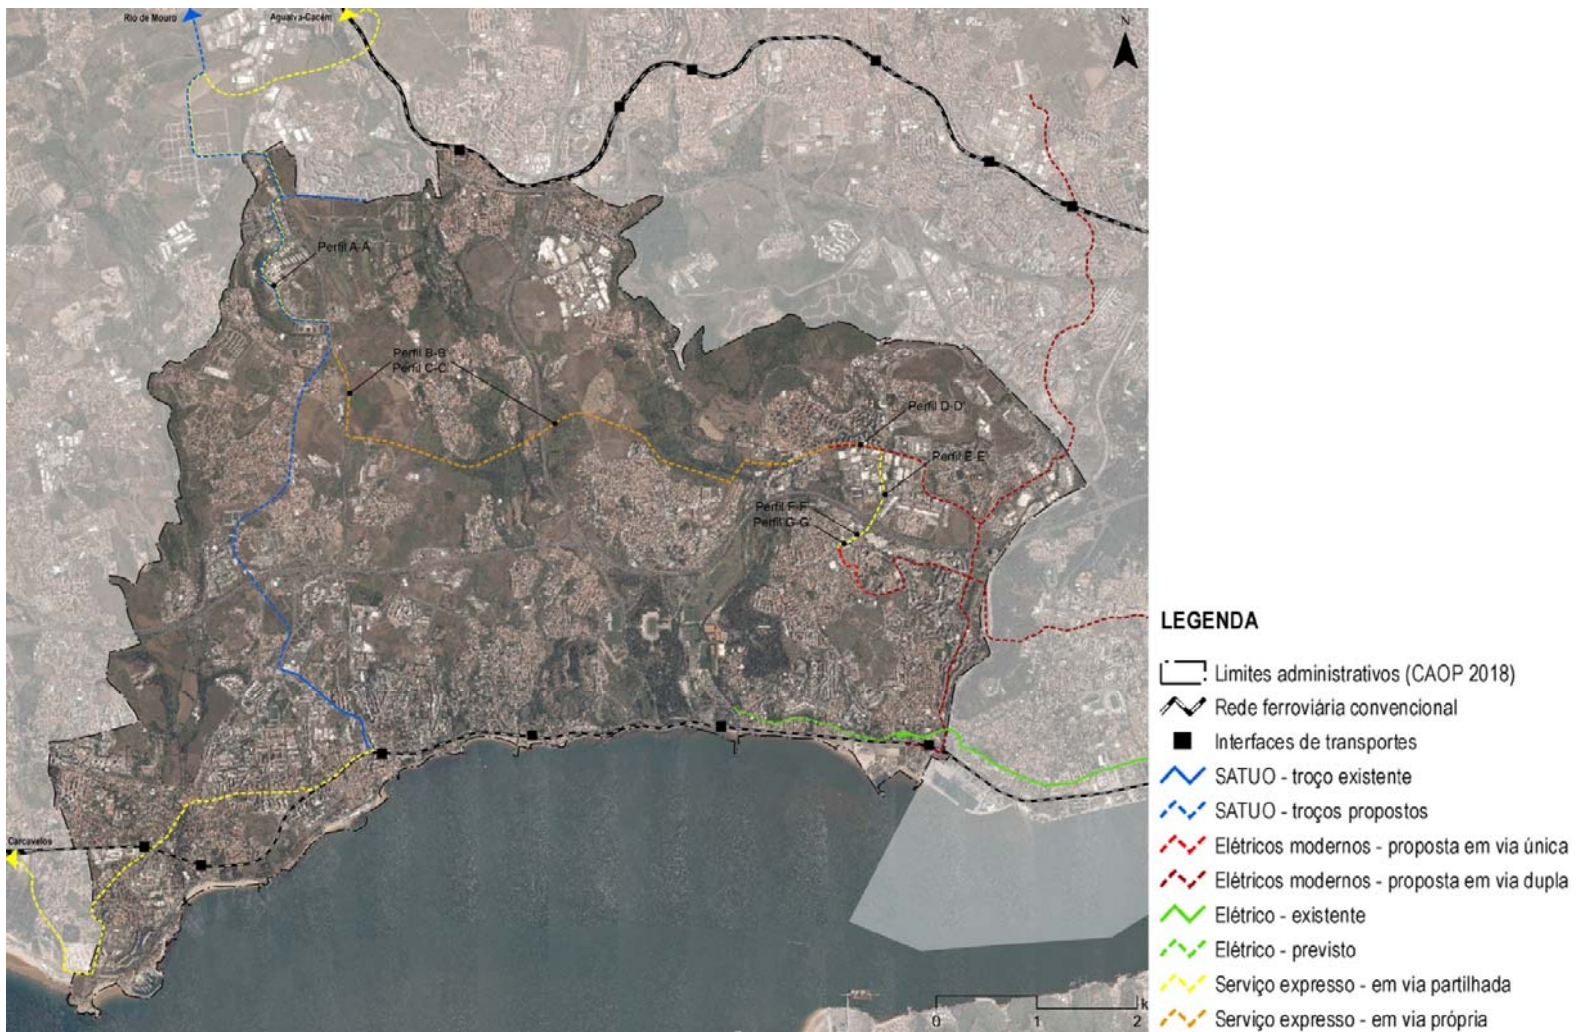 Rio de Mouro
Agualva-Cacém
N
Perfil A-A
Perfil B-B
Perfil C-C
Perfil D-D
Perfil E-E
Perfil F-F
Perfil G-G
Carcavelos
0 1 2
k
LEGENDA
Limites administrativos (CAOP 2018)
Rede ferroviária convencional
Interfaces de transportes
SATUO - troço existente
SATUO - troços propostos
Elétricos modernos - proposta em via única
Elétricos modernos - proposta em via dupla
Elétrico - existente
Elétrico - previsto
Serviço expresso - em via partilhada
Serviço expresso - em via própria